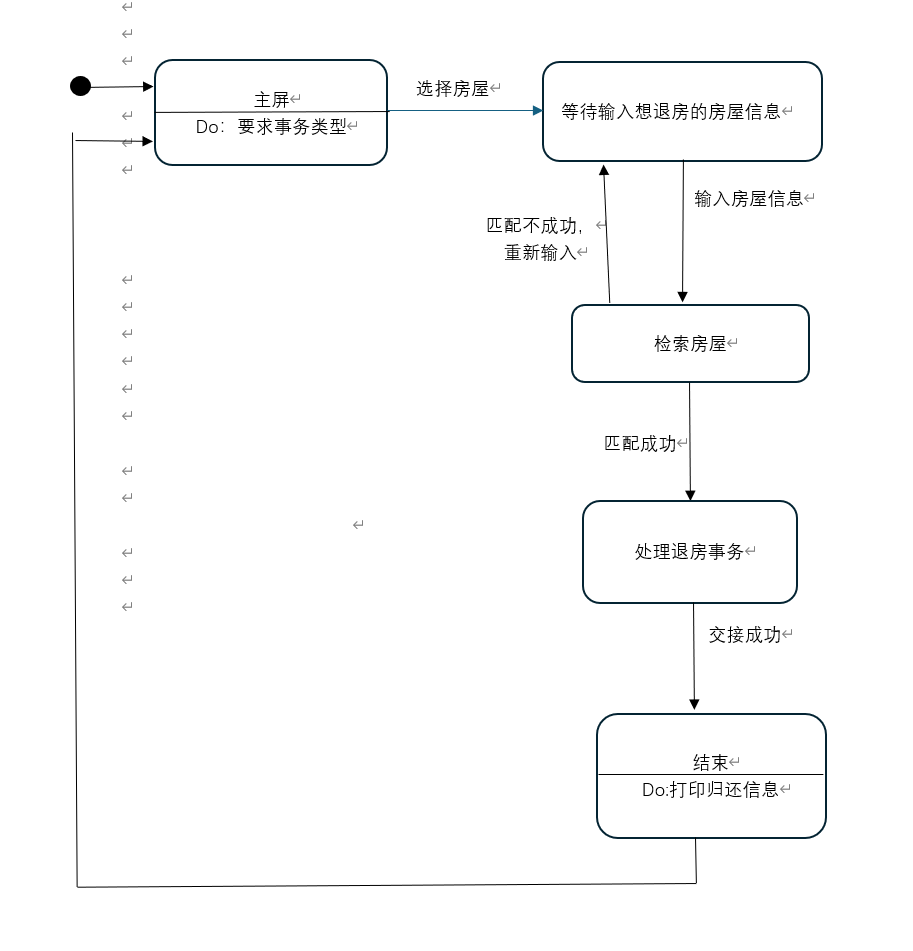 主屏
Do：要求事务类型
选择房屋
等待输入想退房的房屋信息
输入房屋信息
匹配不成功，
重新输入
检索房屋
匹配成功
处理退房事务
交接成功
结束
Do:打印归还信息